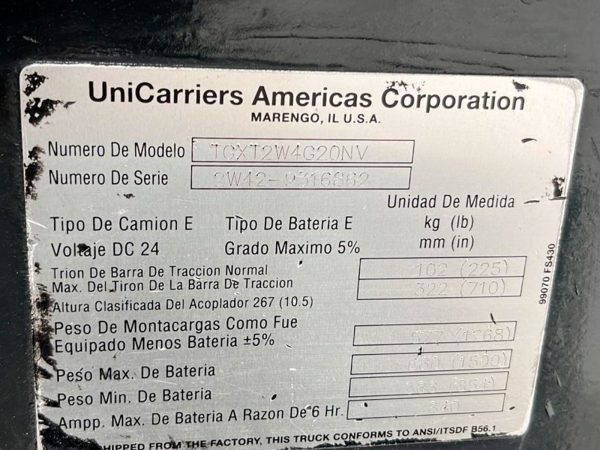 UniCarriers Americas Corporation
MARENGO, IL U.S.A.
Numero De Modelo TCXT2W4G20NV
Numero De Serie 2W42-9316862
Unidad De Medida
Tipo De Camion E Tipo De Bateria E kg (lb)
Voltaje DC 24 Grado Maximo 5% mm (in)
Trion De Barra De Traccion Normal 102 (225)
Max. Del Tiron De La Barra De Traccion 322 (710)
Altura Clasificada Del Acoplador 267 (10.5)
Peso De Montacargas Como Fue
Equipado Menos Bateria ±5%
Peso Max. De Bateria (1500)
Peso Min. De Bateria
Ampp. Max. De Bateria A Razon De 6 Hr.
SHIPPED FROM THE FACTORY, THIS TRUCK CONFORMS TO ANSI/ITSDF B56.1
99070 FS430